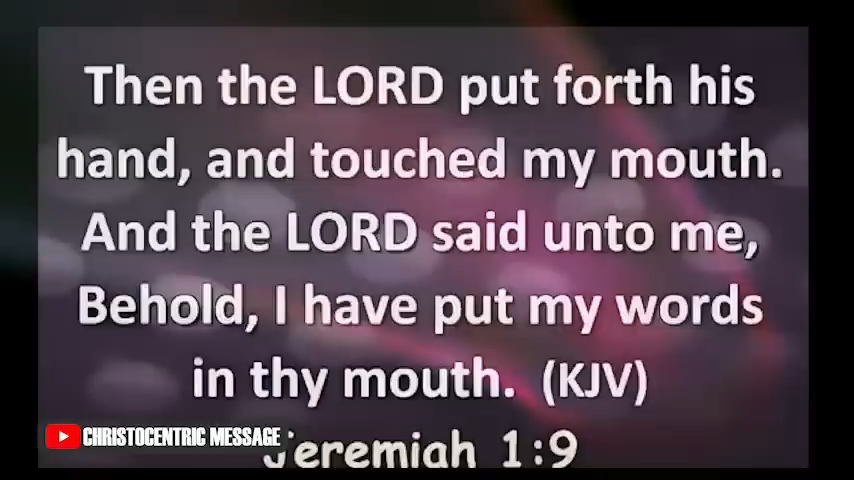 Then the LORD put forth his
hand, and touched my mouth.
And the LORD said unto me,
Behold, I have put my words
in thy mouth. (KJV)
CHRISTOCENTRIC MESSAGE
Jeremiah 1:9